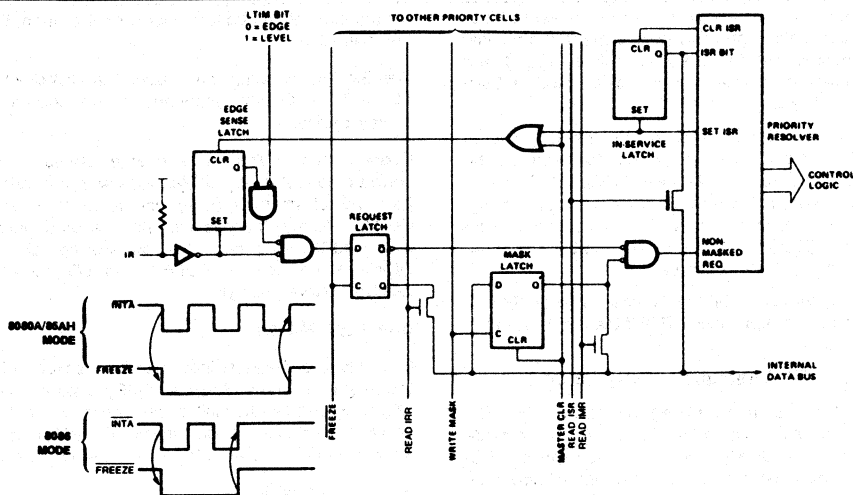 LTIM BIT
0 = EDGE
1 = LEVEL
TO OTHER PRIORTY CELLS
CLR ISR
ISR BIT
CLR
Q
SET
SET ISR
IN-SERVICE
LATCH
PRIORITY
RESOLVER
CONTROL
LOGIC
EDGE
SENSE
LATCH
CLR
Q
SET
IR
REQUEST
LATCH
D
Q
C
Q
MASK
LATCH
D
Q
C
CLR
NON-
MASKED
REQ
INTERNAL
DATA BUS
8080A/85AH
MODE
INTA
FREEZE
8086
MODE
INTA
FREEZE
FREEZE
READ IRR
WRITE MASK
MASTER CLR
READ ISR
READ IMR